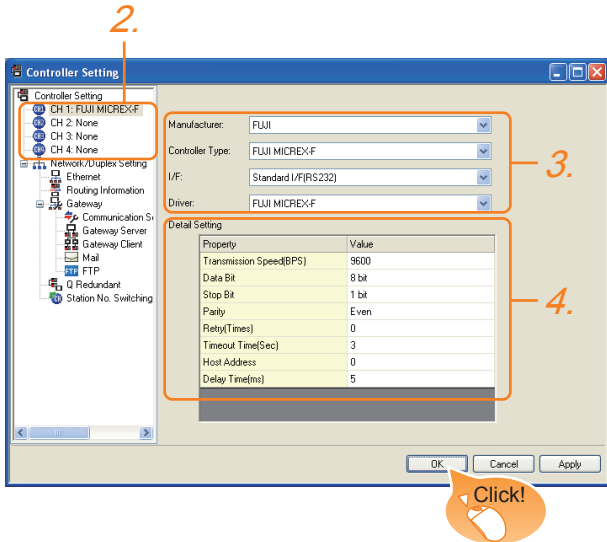 2.
Controller Setting
Controller Setting
CH 1: FUJI MICREX-F
CH 2: None
CH 3: None
CH 4: None
Network/Duplex Setting
Ethernet
Routing Information
Gateway
Communication S
Gateway Server
Gateway Client
Mail
FTP FTP
Q Redundant
Station No. Switching
Manufacturer: FUJI
Controller Type: FUJI MICREX-F
I/F: Standard I/F(RS232)
Driver: FUJI MICREX-F
3.
Detail Setting
Property Value
Transmission Speed(BPS) 9600
Data Bit 8 bit
Stop Bit 1 bit
Parity Even
Retry(Times) 0
Timeout Time(Sec) 3
Host Address 0
Delay Time(ms) 5
4.
OK Cancel Apply
Click!